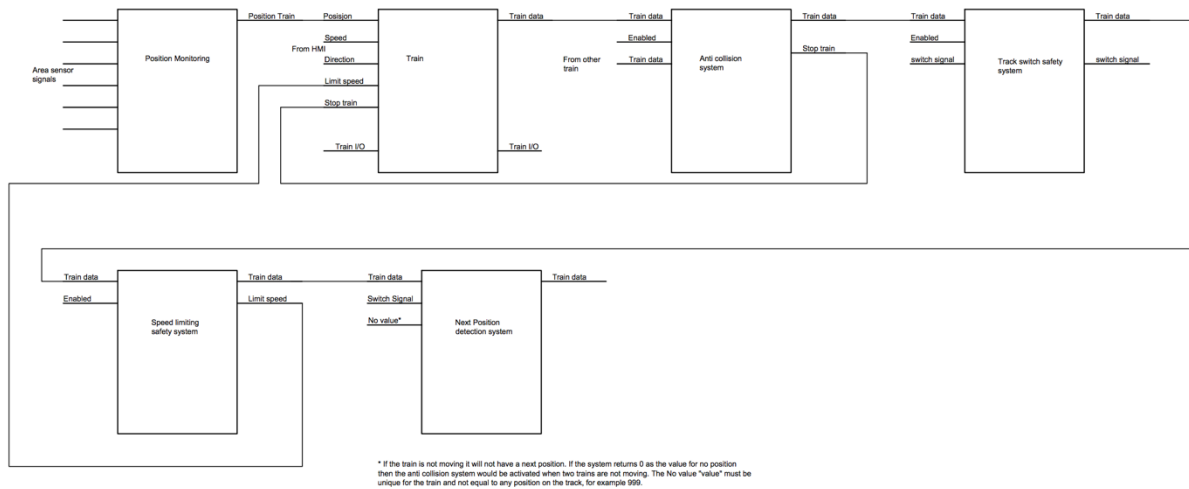 Area sensor
signals
Position Monitoring
Position Train
Posisjon
Speed
From HMI
Direction
Limit speed
Stop train
Train I/O
Train
Train data
Train I/O
Train data
Enabled
From other
train
Train data
Anti collision
system
Train data
Stop train
Train data
Enabled
switch signal
Track switch safety
system
Train data
switch signal
Train data
Enabled
Speed limiting
safety system
Train data
Limit speed
Train data
Switch Signal
No value*
Next Position
detection system
Train data
* If the train is not moving it will not have a next position. If the system returns 0 as the value for no position
then the anti collision system would be activated when two trains are not moving. The No value "value" must be
unique for the train and not equal to any position on the track, for example 999.